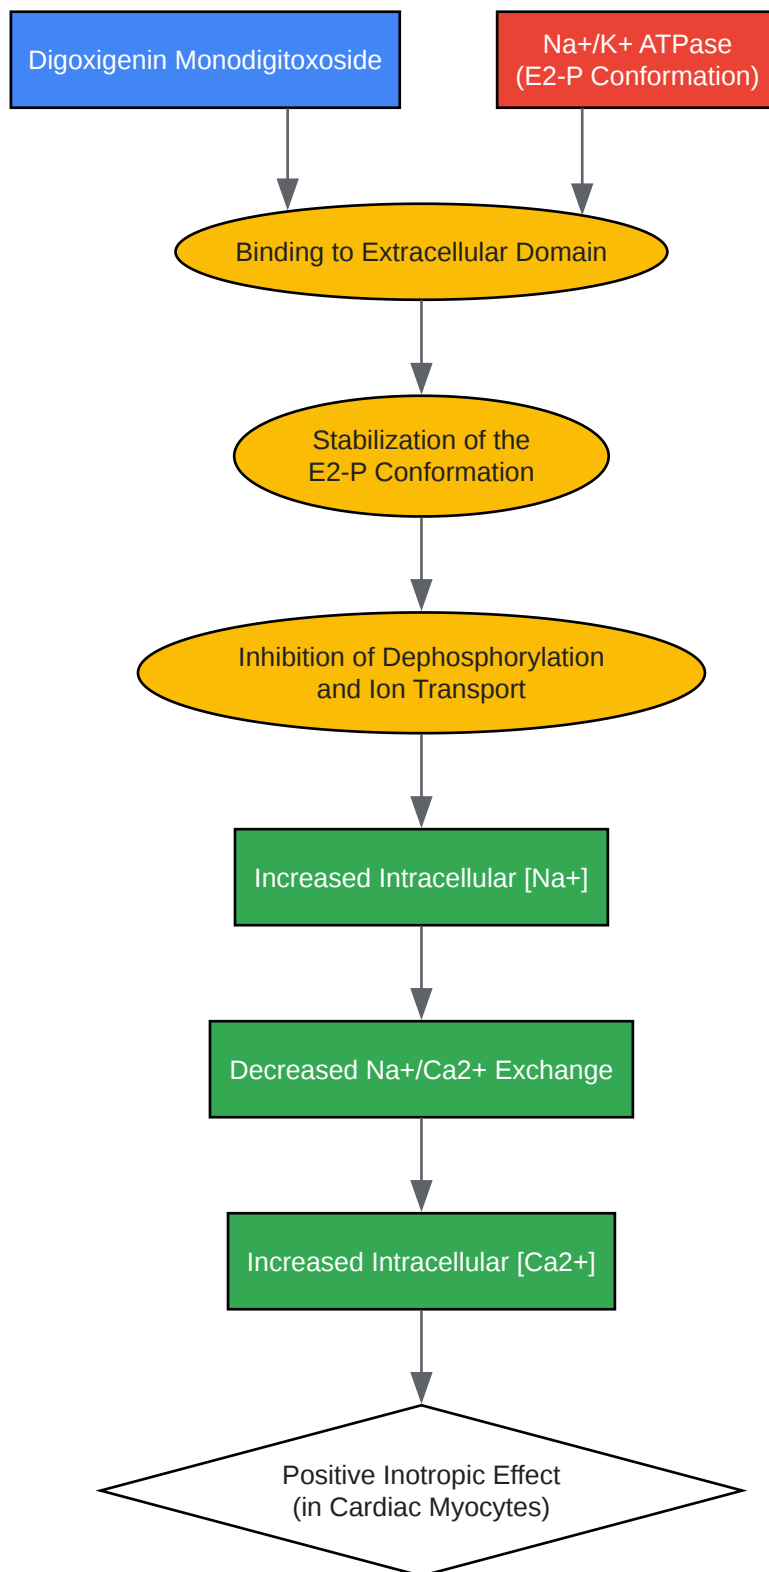 Digoxigenin Monodigitoxoside
Na+/K+ ATPase
(E2-P Conformation)
Binding to Extracellular Domain
Stabilization of the
E2-P Conformation
Inhibition of Dephosphorylation
and Ion Transport
Increased Intracellular [Na+]
Decreased Na+/Ca2+ Exchange
Increased Intracellular [Ca2+]
Positive Inotropic Effect
(in Cardiac Myocytes)